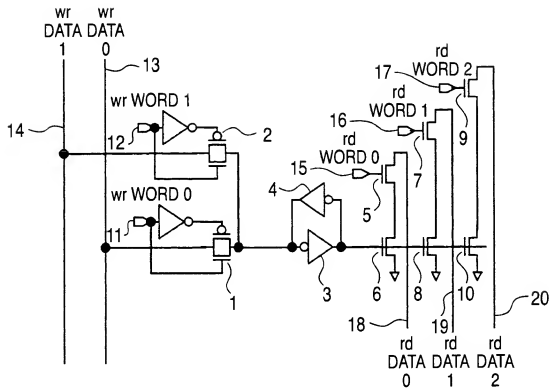 wr wr
DATA DATA
1 0
13
wr WORD 1
14
12
2
wr WORD 0
11
1
4
3
rd
WORD 2
17
9
rd
WORD 1
16
7
rd
WORD 0
15
5
6
8
10
18
19
20
rd rd rd
DATA DATA DATA
0 1 2